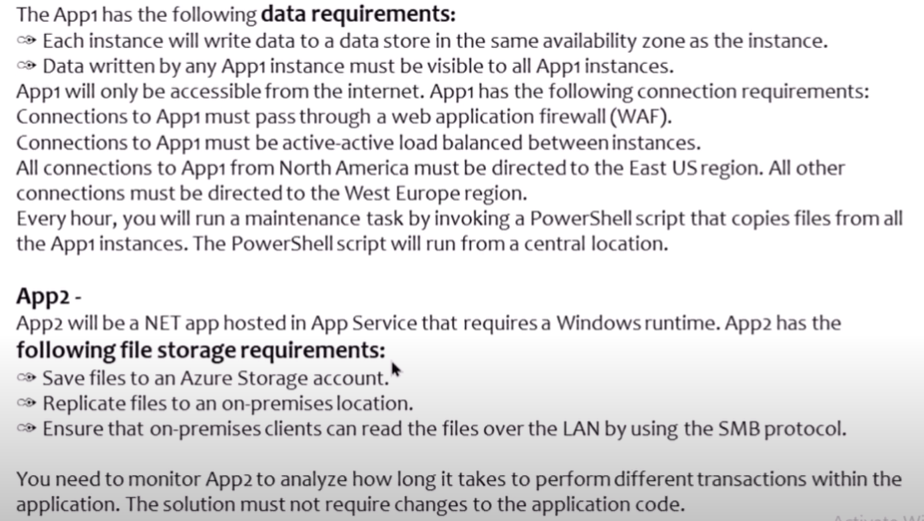 The App1 has the following data requirements:
Each instance will write data to a data store in the same availability zone as the instance.
Data written by any App1 instance must be visible to all App1 instances.
App1 will only be accessible from the internet. App1 has the following connection requirements:
Connections to App1 must pass through a web application firewall (WAF).
Connections to App1 must be active-active load balanced between instances.
All connections to App1 from North America must be directed to the East US region. All other
connections must be directed to the West Europe region.
Every hour, you will run a maintenance task by invoking a PowerShell script that copies files from all
the App1 instances. The PowerShell script will run from a central location.
App2 -
App2 will be a NET app hosted in App Service that requires a Windows runtime. App2 has the
following file storage requirements:
Save files to an Azure Storage account.
Replicate files to an on-premises location.
Ensure that on-premises clients can read the files over the LAN by using the SMB protocol.
You need to monitor App2 to analyze how long it takes to perform different transactions within the
application. The solution must not require changes to the application code.